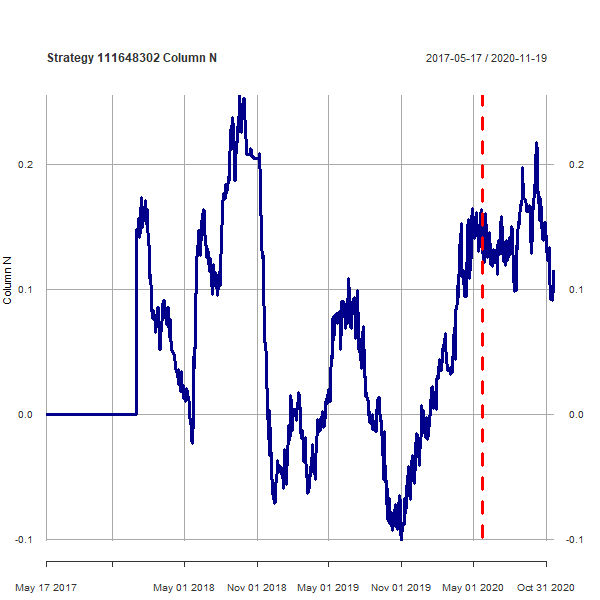 Strategy 111648302 Column N 2017-05-17 / 2020-11-19
0.2 0.2
0.1 0.1
Column N
0.0 0.0
-0.1 -0.1
May 17 2017 May 01 2018 Nov 01 2018 May 01 2019 Nov 01 2019 May 01 2020 Oct 31 2020